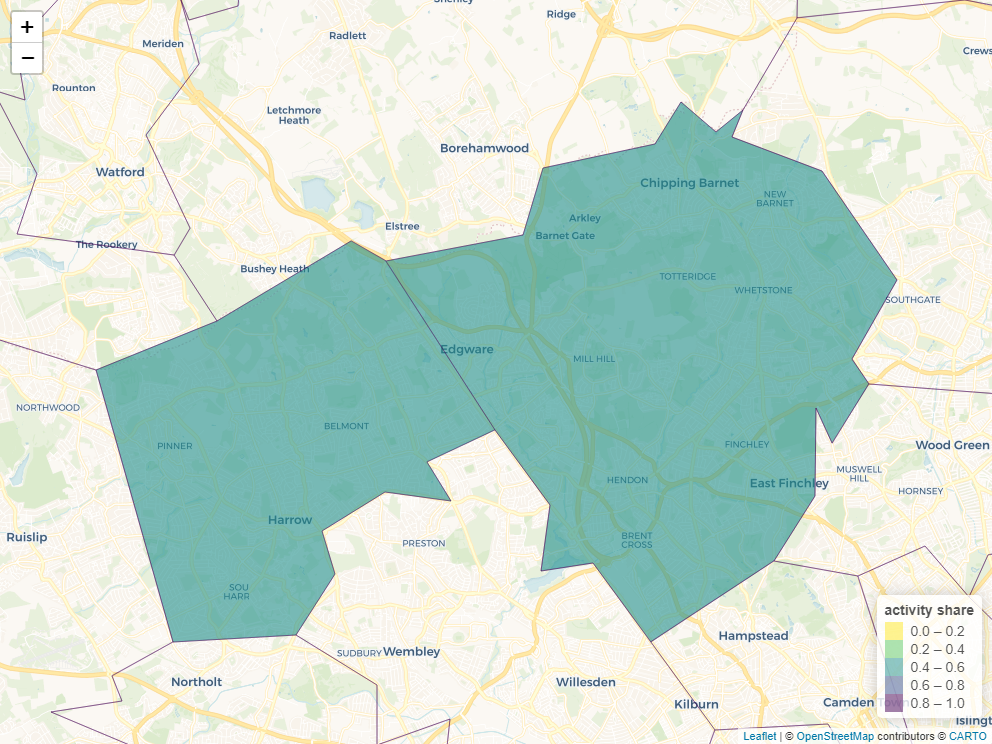 Shenley
Ridge
Radlett
Meriden
+
−
Crews
Rounton
Letchmore
Heath
Borehamwood
Watford
Chipping Barnet
NEW
BARNET
Arkley
Elstree
Barnet Gate
The Rookery
Bushey Heath
TOTTERIDGE
WHETSTONE
SOUTHGATE
Edgware
MILL HILL
NORTHWOOD
BELMONT
PINNER
FINCHLEY
Wood Green
MUSWELL
HILL
HENDON
East Finchley
HORNSEY
Harrow
Ruislip
PRESTON
BRENT
CROSS
SOU
HARR
activity share
0.0 – 0.2
0.2 – 0.4
0.4 – 0.6
0.6 – 0.8
0.8 – 1.0
Hampstead
SUDBURY Wembley
Northolt
Willesden
Kilburn
Camden Town
Islingt
Leaflet | © OpenStreetMap contributors © CARTO